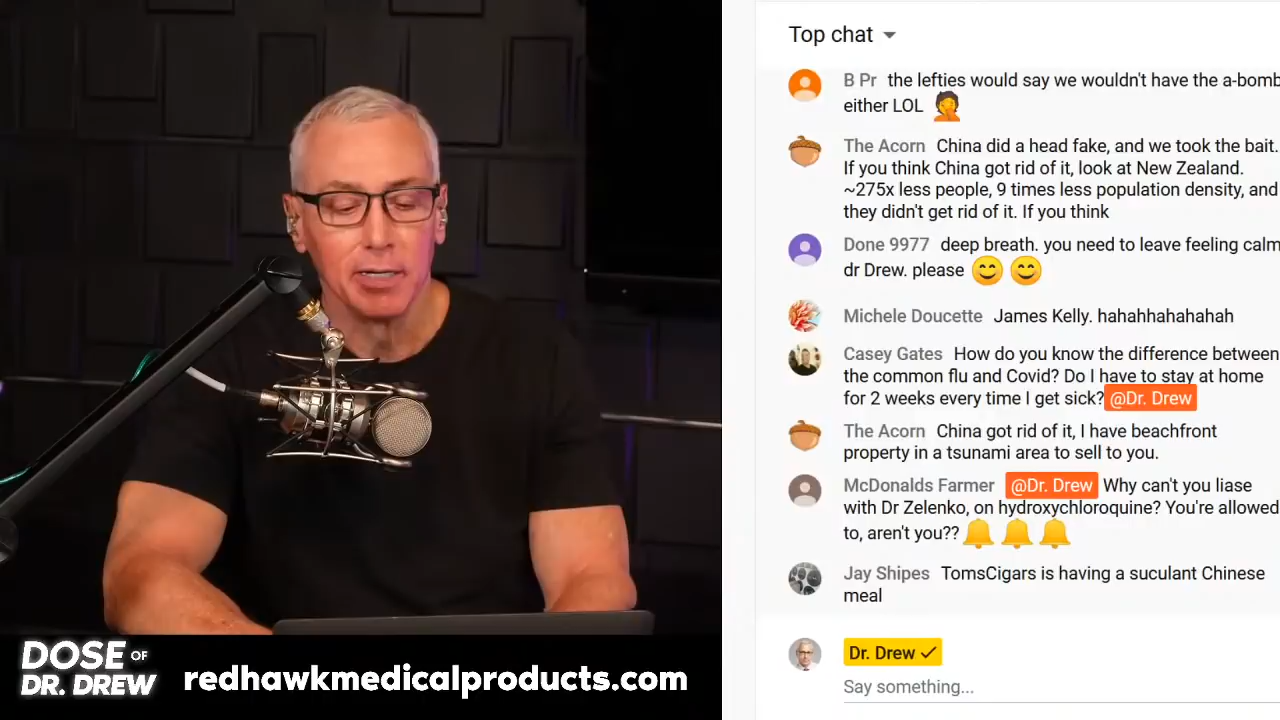 Top chat
B Pr the lefties would say we wouldn't have the a-bomb
either LOL
The Acorn China did a head fake, and we took the bait.
If you think China got rid of it, look at New Zealand.
~275x less people, 9 times less population density, and
they didn't get rid of it. If you think
Done 9977 deep breath. you need to leave feeling calm
dr Drew. please
Michele Doucette James Kelly. hahahhahahahah
Casey Gates How do you know the difference between
the common flu and Covid? Do I have to stay at home
for 2 weeks every time I get sick? @Dr. Drew
The Acorn China got rid of it, I have beachfront
property in a tsunami area to sell to you.
McDonalds Farmer @Dr. Drew Why can't you liase
with Dr Zelenko, on hydroxychloroquine? You're allowed
to, aren't you??
Jay Shipes TomsCigars is having a suculant Chinese
meal
Dr. Drew
Say something...
DOSE OF
DR. DREW
redhawkmedicalproducts.com